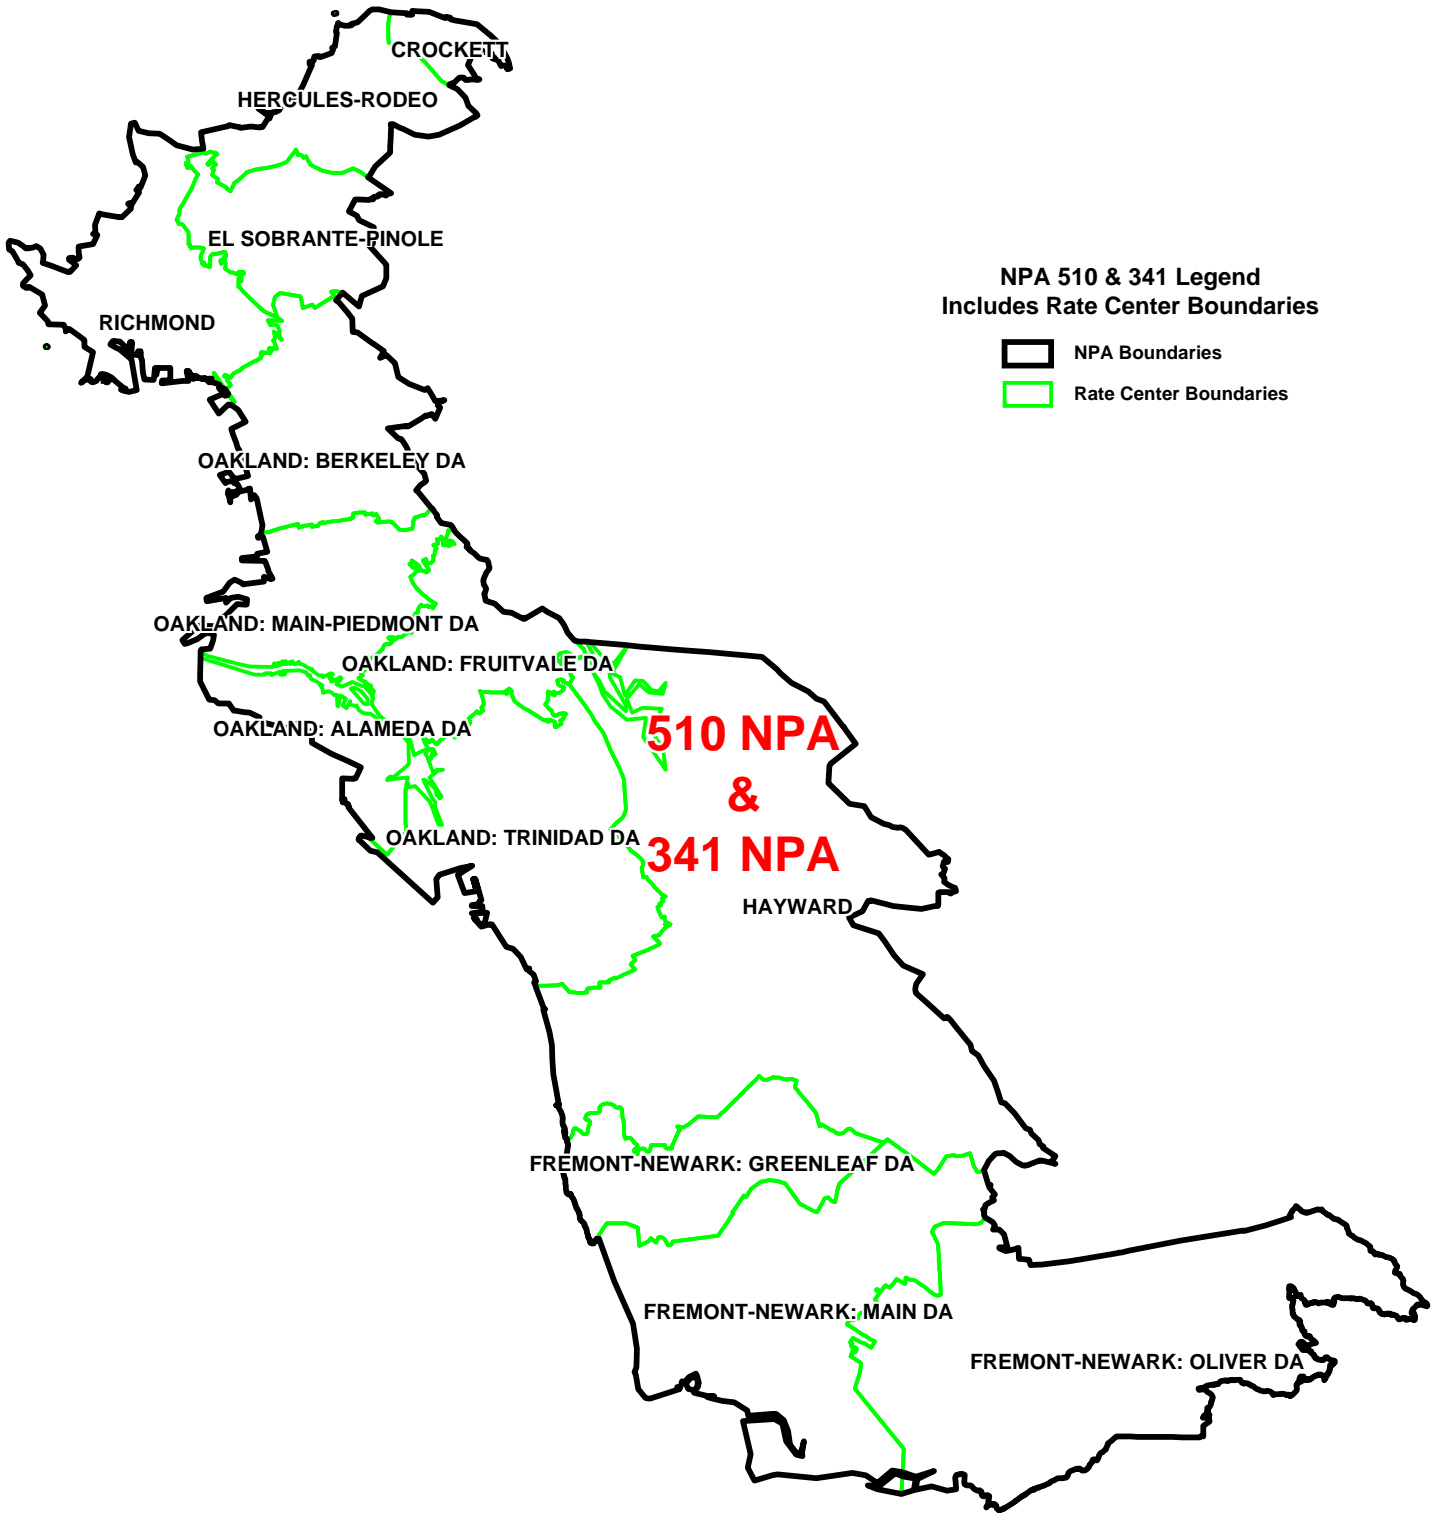 CROCKETT
HERCULES-RODEO
EL SOBRANTE-PINOLE
NPA 510 & 341 Legend
Includes Rate Center Boundaries
RICHMOND
NPA Boundaries
Rate Center Boundaries
OAKLAND: BERKELEY DA
OAKLAND: MAIN-PIEDMONT DA
OAKLAND: FRUITVALE DA
OAKLAND: ALAMEDA DA
510 NPA
&
341 NPA
OAKLAND: TRINIDAD DA
HAYWARD
FREMONT-NEWARK: GREENLEAF DA
FREMONT-NEWARK: MAIN DA
FREMONT-NEWARK: OLIVER DA